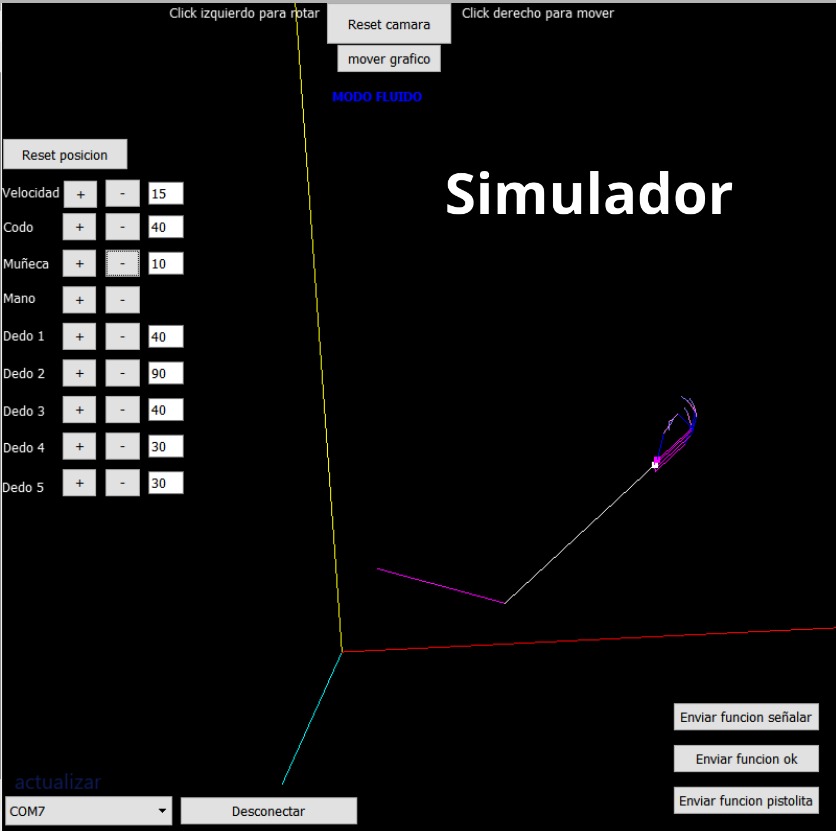 Click izquierdo para rotar
Reset camara
Click derecho para mover
mover grafico
MODO FLUIDO
Reset posicion
Simulador
Velocidad + - 15
Codo + - 40
Muñeca + - 10
Mano + -
Dedo 1 + - 40
Dedo 2 + - 90
Dedo 3 + - 40
Dedo 4 + - 30
Dedo 5 + - 30
Enviar funcion señalar
Enviar funcion ok
Enviar funcion pistolita
actualizar
COM7
Desconectar